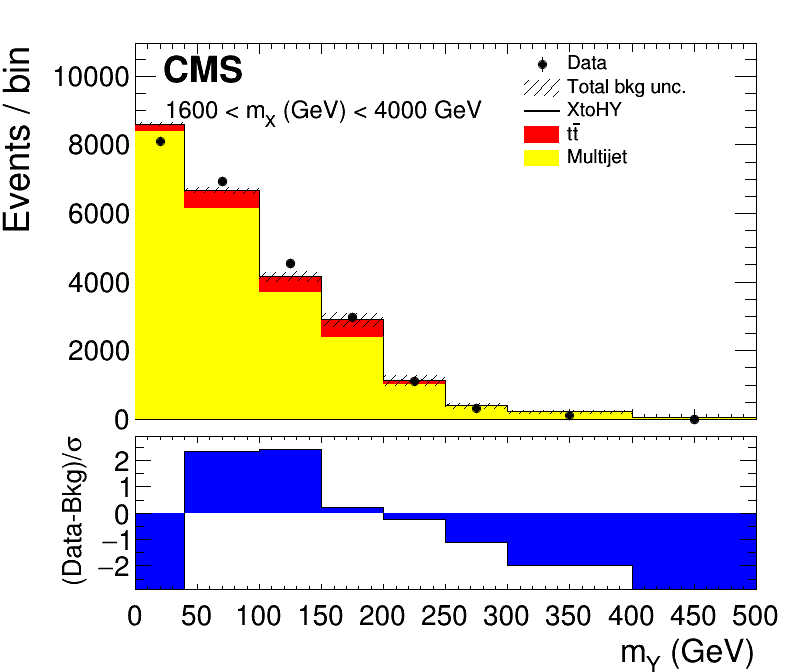 Events / bin
10000
8000
6000
4000
2000
0
CMS
1600 < m_X (GeV) < 4000 GeV
Data
Total bkg unc.
XtoHY
tt̄
Multijet
(Data-Bkg)/σ
2
1
0
−1
−2
0 50 100 150 200 250 300 350 400 450 500
m_Y (GeV)